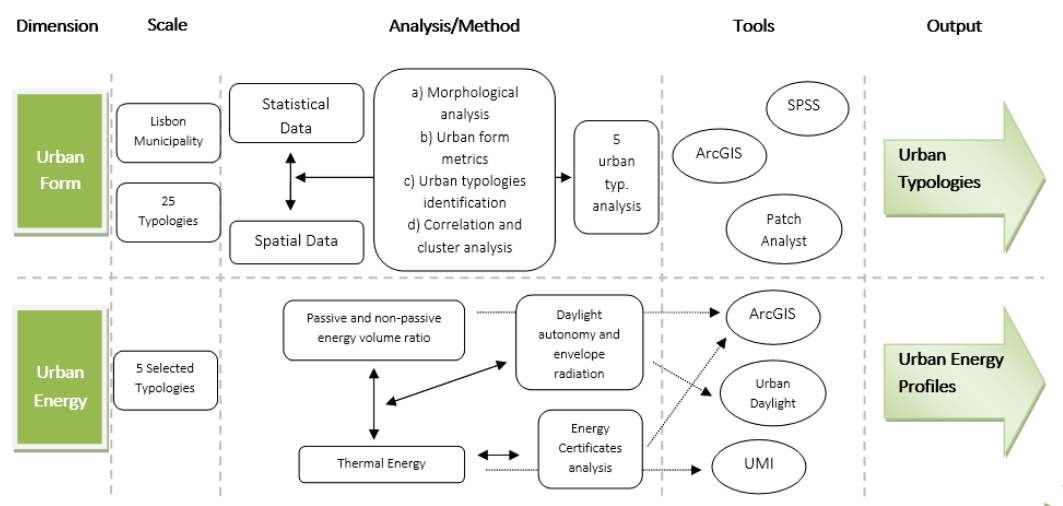 Dimension
Scale
Analysis/Method
Tools
Output
Urban
Form
Lisbon
Municipality
25
Typologies
Statistical
Data
Spatial Data
a) Morphological
analysis
b) Urban form
metrics
c) Urban typologies
identification
d) Correlation and
cluster analysis
5
urban
typ.
analysis
SPSS
ArcGIS
Patch
Analyst
Urban
Typologies
Urban
Energy
5 Selected
Typologies
Passive and non-passive
energy volume ratio
Thermal Energy
Daylight
autonomy and
envelope
radiation
Energy
Certificates
analysis
ArcGIS
Urban
Daylight
UMI
Urban Energy
Profiles